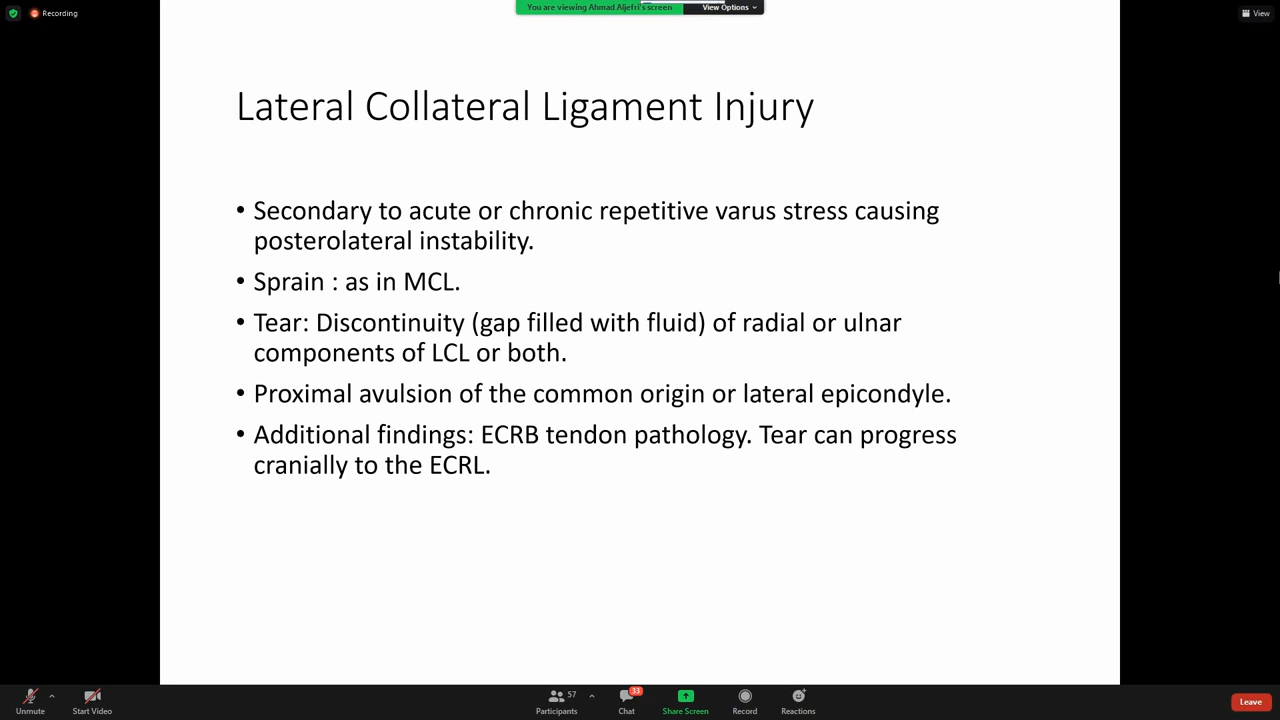 Recording
You are viewing Ahmad Aljefri's screen
View Options
View
Lateral Collateral Ligament Injury
• Secondary to acute or chronic repetitive varus stress causing
posterolateral instability.
• Sprain : as in MCL.
• Tear: Discontinuity (gap filled with fluid) of radial or ulnar
components of LCL or both.
• Proximal avulsion of the common origin or lateral epicondyle.
• Additional findings: ECRB tendon pathology. Tear can progress
cranially to the ECRL.
Unmute
Start Video
57
Participants
33
Chat
Share Screen
Record
Reactions
Leave